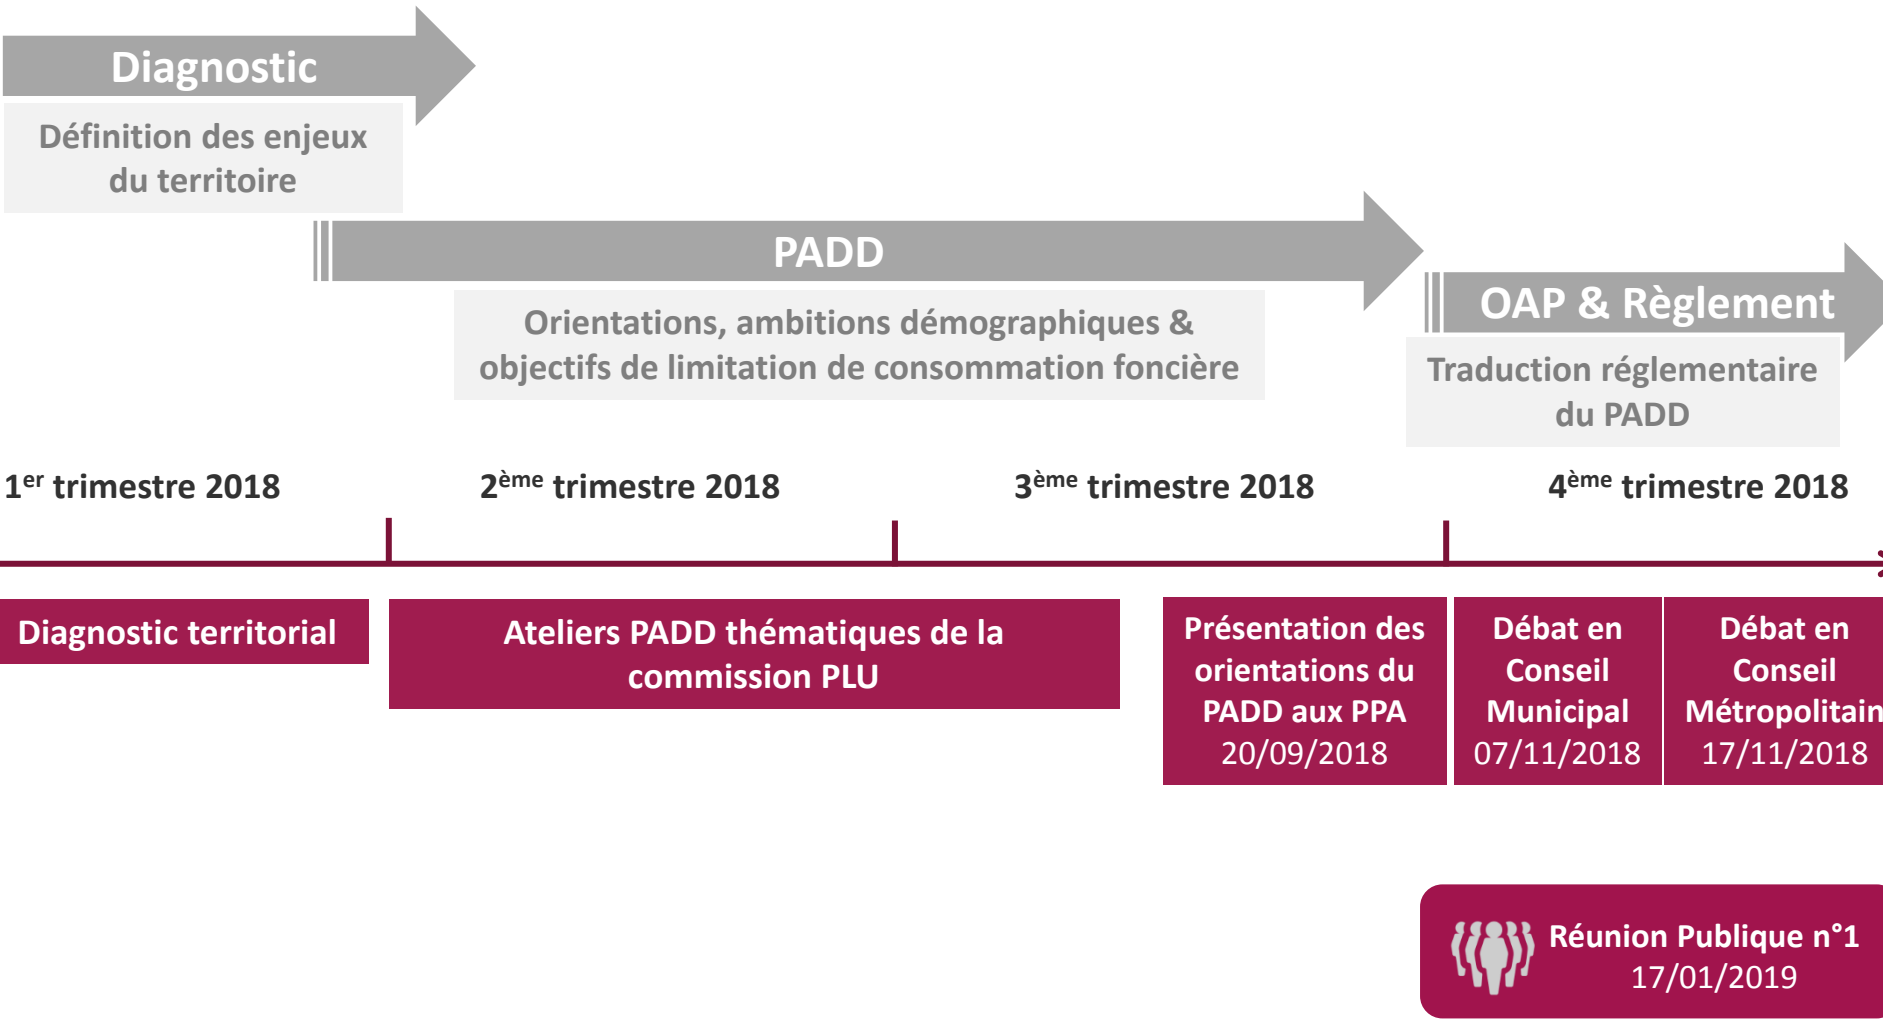 Diagnostic
Définition des enjeux
du territoire
PADD
Orientations, ambitions démographiques &
objectifs de limitation de consommation foncière
OAP & Règlement
Traduction réglementaire
du PADD
1er trimestre 2018
2ème trimestre 2018
3ème trimestre 2018
4ème trimestre 2018
Diagnostic territorial
Ateliers PADD thématiques de la
commission PLU
Présentation des
orientations du
PADD aux PPA
20/09/2018
Débat en
Conseil
Municipal
07/11/2018
Débat en
Conseil
Métropolitain
17/11/2018
Réunion Publique n°1
17/01/2019